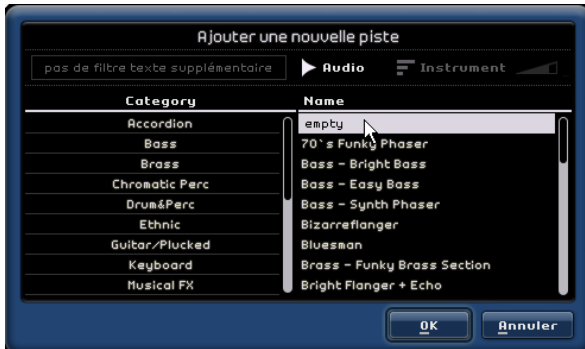 Ajouter une nouvelle piste
pas de filtre texte supplémentaire Audio Instrument
Category Name
Accordion empty
Bass 70`s Funky Phaser
Brass Bass - Bright Bass
Chromatic Perc Bass - Easy Bass
Drum&Perc Bass - Synth Phaser
Ethnic Bizarreflanger
Guitar/Plucked Bluesman
Keyboard Brass - Funky Brass Section
Musical FX Bright Flanger + Echo
OK Annuler